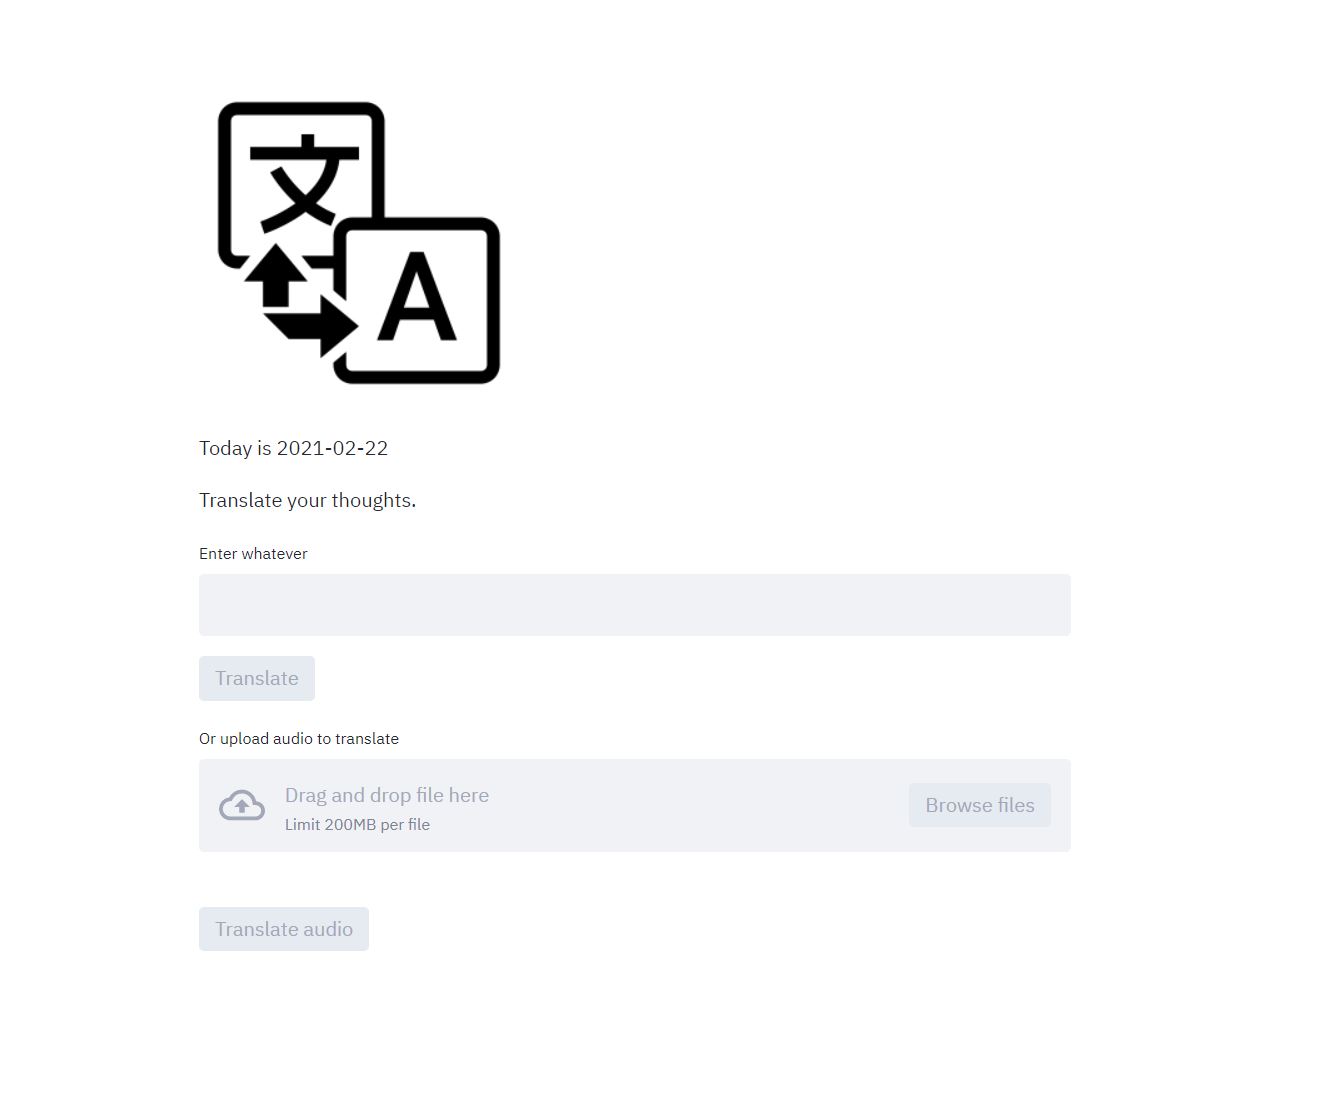 文
A
Today is 2021-02-22
Translate your thoughts.
Enter whatever
Translate
Or upload audio to translate
Drag and drop file here
Limit 200MB per file
Browse files
Translate audio